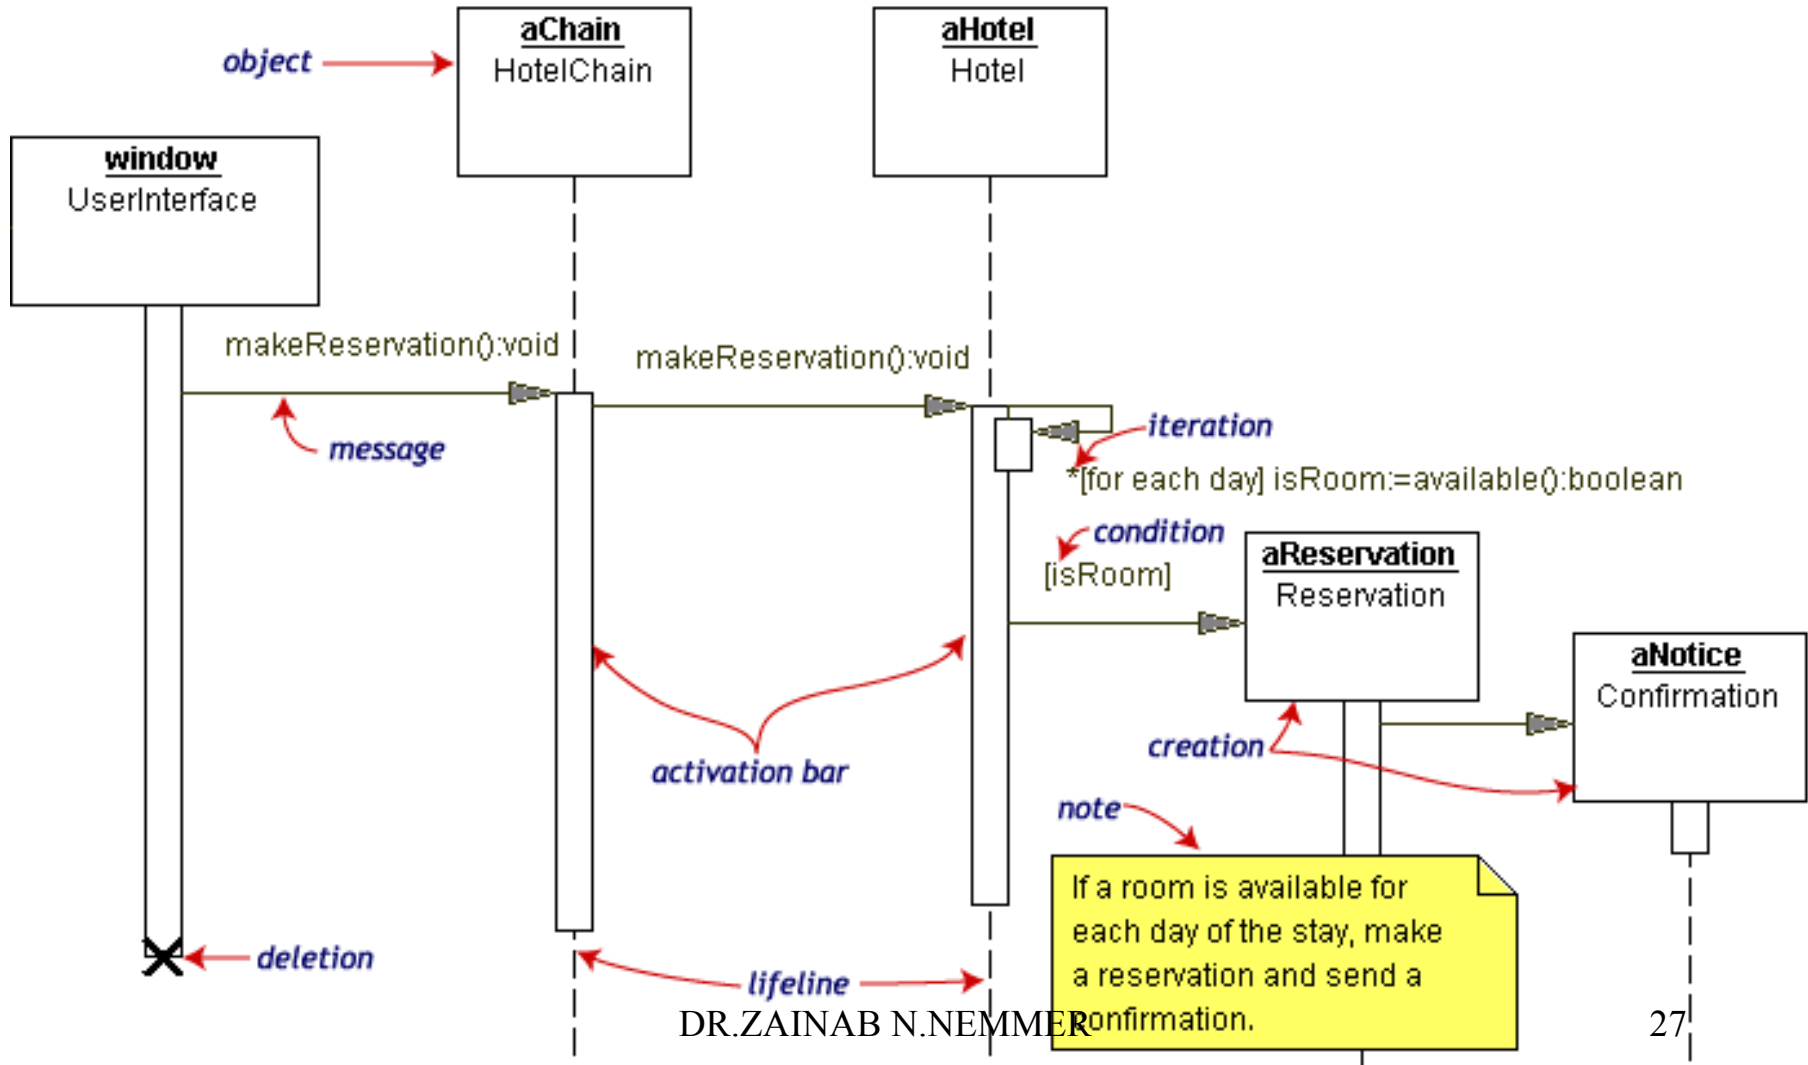 object
aChain
HotelChain
aHotel
Hotel
window
UserInterface
makeReservation():void
makeReservation():void
message
iteration
*[for each day] isRoom:=available():boolean
condition
[isRoom]
aReservation
Reservation
aNotice
Confirmation
creation
activation bar
note
If a room is available for
each day of the stay, make
a reservation and send a
confirmation.
deletion
lifeline
DR.ZAINAB N.NEMMER
27